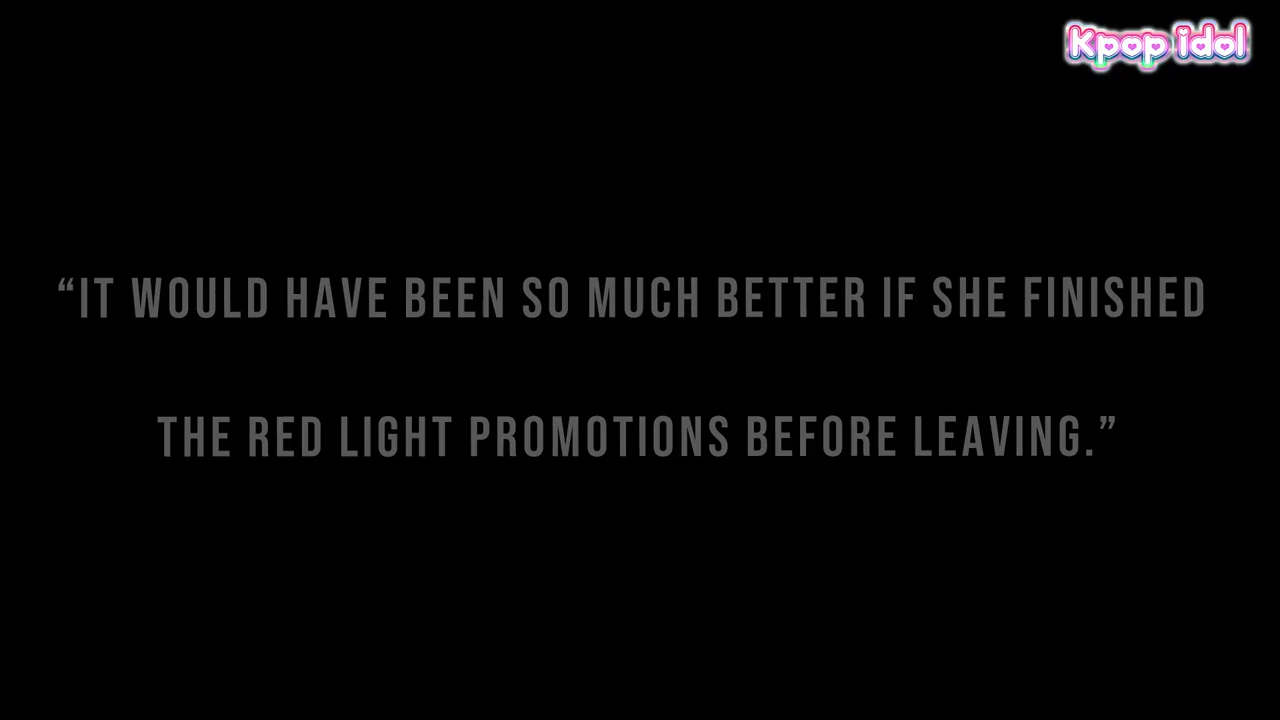 Kpop idol
“IT WOULD HAVE BEEN SO MUCH BETTER IF SHE FINISHED
THE RED LIGHT PROMOTIONS BEFORE LEAVING.”